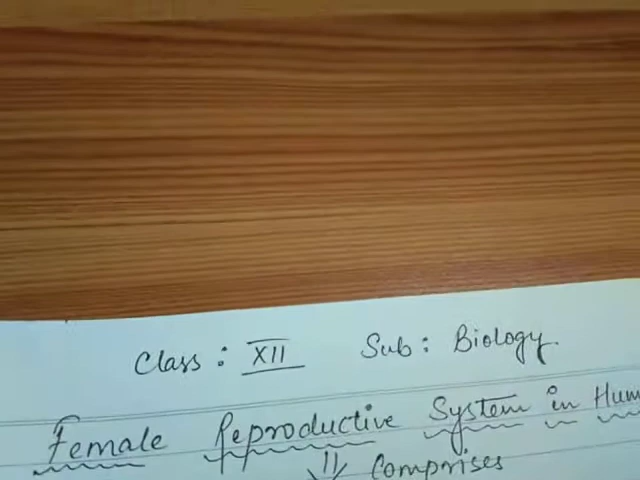 Class : XII Sub : Biology.
Female Reproductive System in Hum
⇓ Comprises